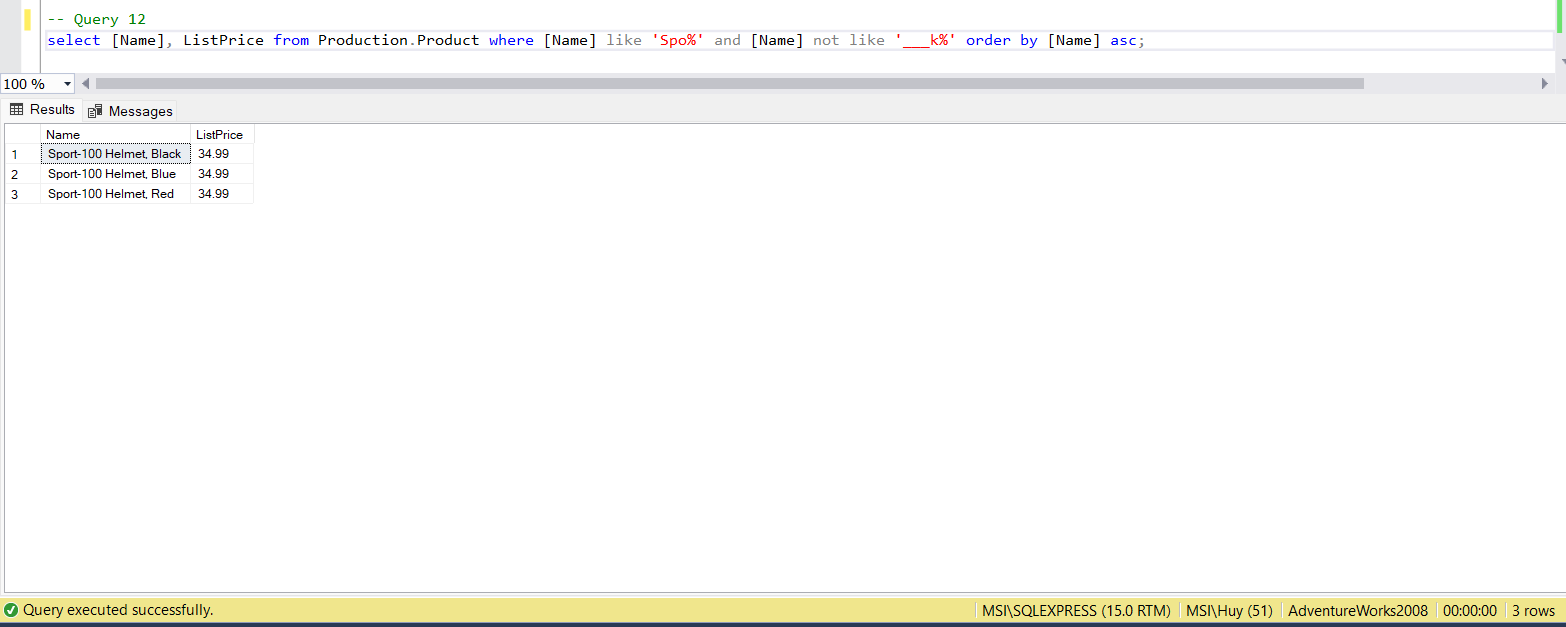 -- Query 12
select [Name], ListPrice from Production.Product where [Name] like 'Spo%' and [Name] not like '___k%' order by [Name] asc;
100 %
Results Messages
Name ListPrice
1 Sport-100 Helmet, Black 34.99
2 Sport-100 Helmet, Blue 34.99
3 Sport-100 Helmet, Red 34.99
Query executed successfully. MSI\SQLEXPRESS (15.0 RTM) MSI\Huy (51) AdventureWorks2008 00:00:00 3 rows